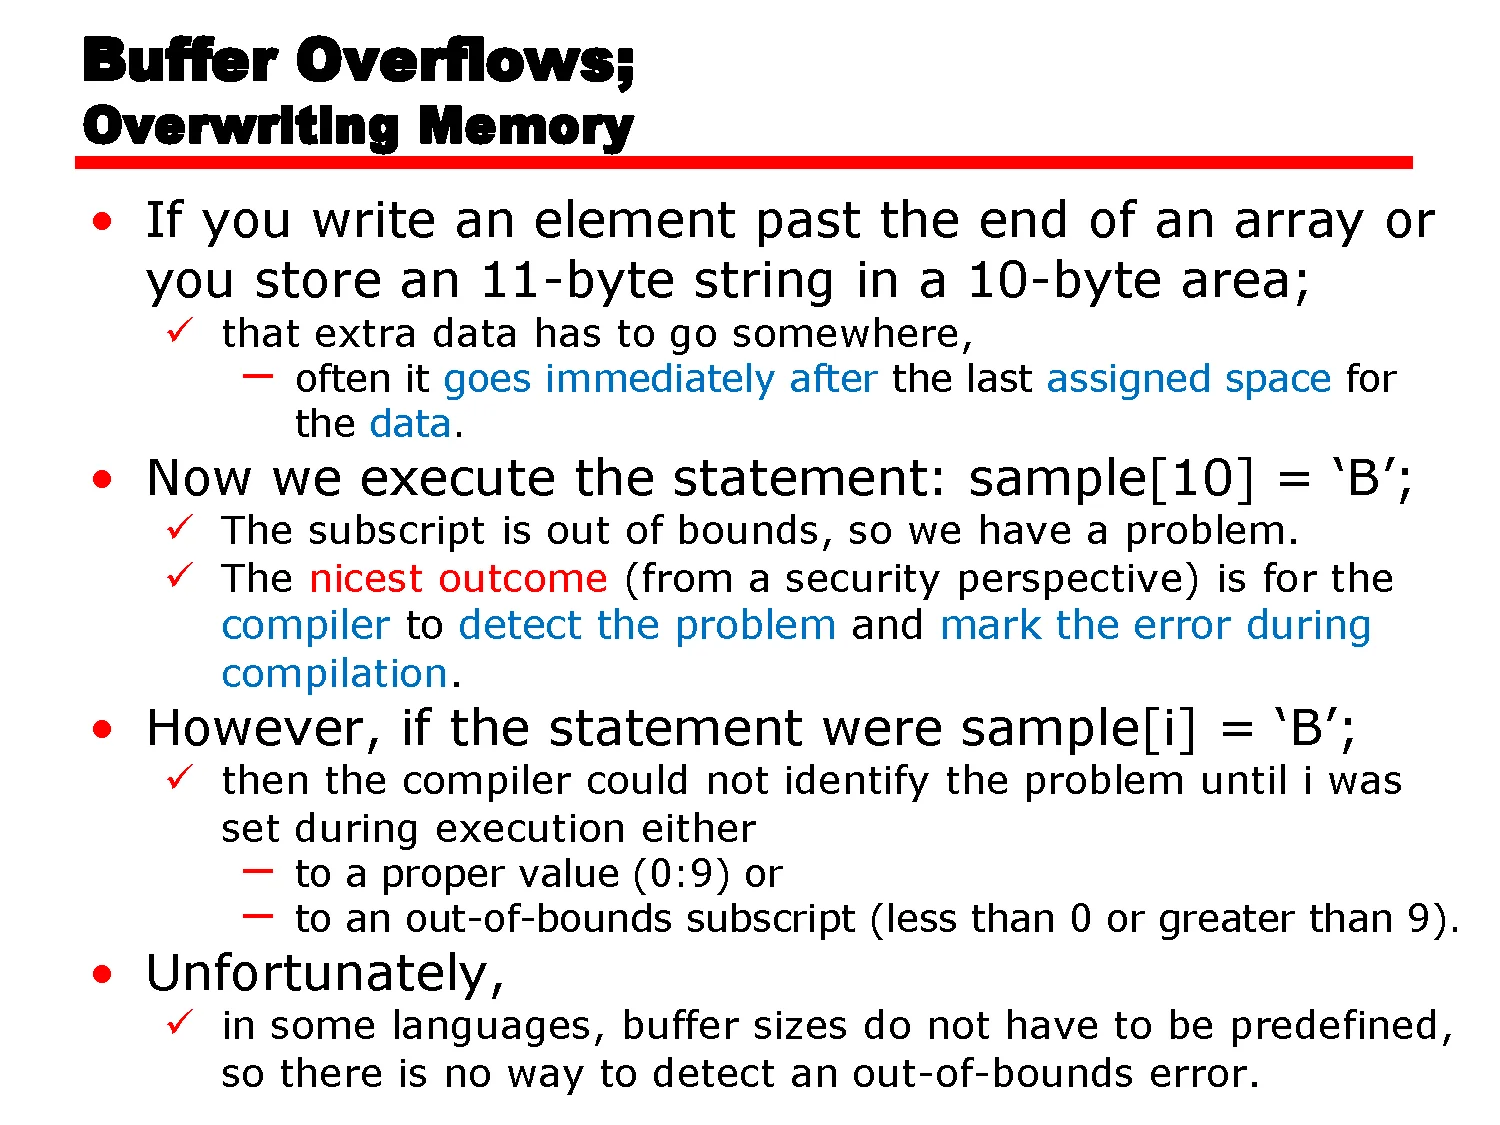 Buffer Overflows;
Overwriting Memory
• If you write an element past the end of an array or
you store an 11-byte string in a 10-byte area;
✓ that extra data has to go somewhere,
– often it goes immediately after the last assigned space for
the data.
• Now we execute the statement: sample[10] = ‘B’;
✓ The subscript is out of bounds, so we have a problem.
✓ The nicest outcome (from a security perspective) is for the
compiler to detect the problem and mark the error during
compilation.
• However, if the statement were sample[i] = ‘B’;
✓ then the compiler could not identify the problem until i was
set during execution either
– to a proper value (0:9) or
– to an out-of-bounds subscript (less than 0 or greater than 9).
• Unfortunately,
✓ in some languages, buffer sizes do not have to be predefined,
so there is no way to detect an out-of-bounds error.